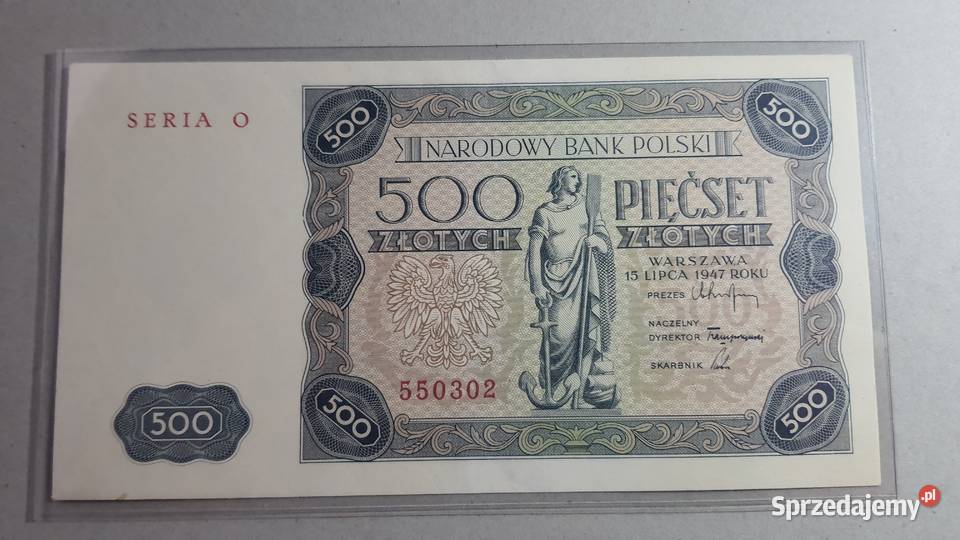 SERIA O
500
500
NARODOWY BANK POLSKI
500 PIĘĆSET
ZŁOTYCH ZŁOTYCH
WARSZAWA
15 LIPCA 1947 ROKU
PREZES
NACZELNY
DYREKTOR
SKARBNIK
550302
500
500
500
Sprzedajemy.pl